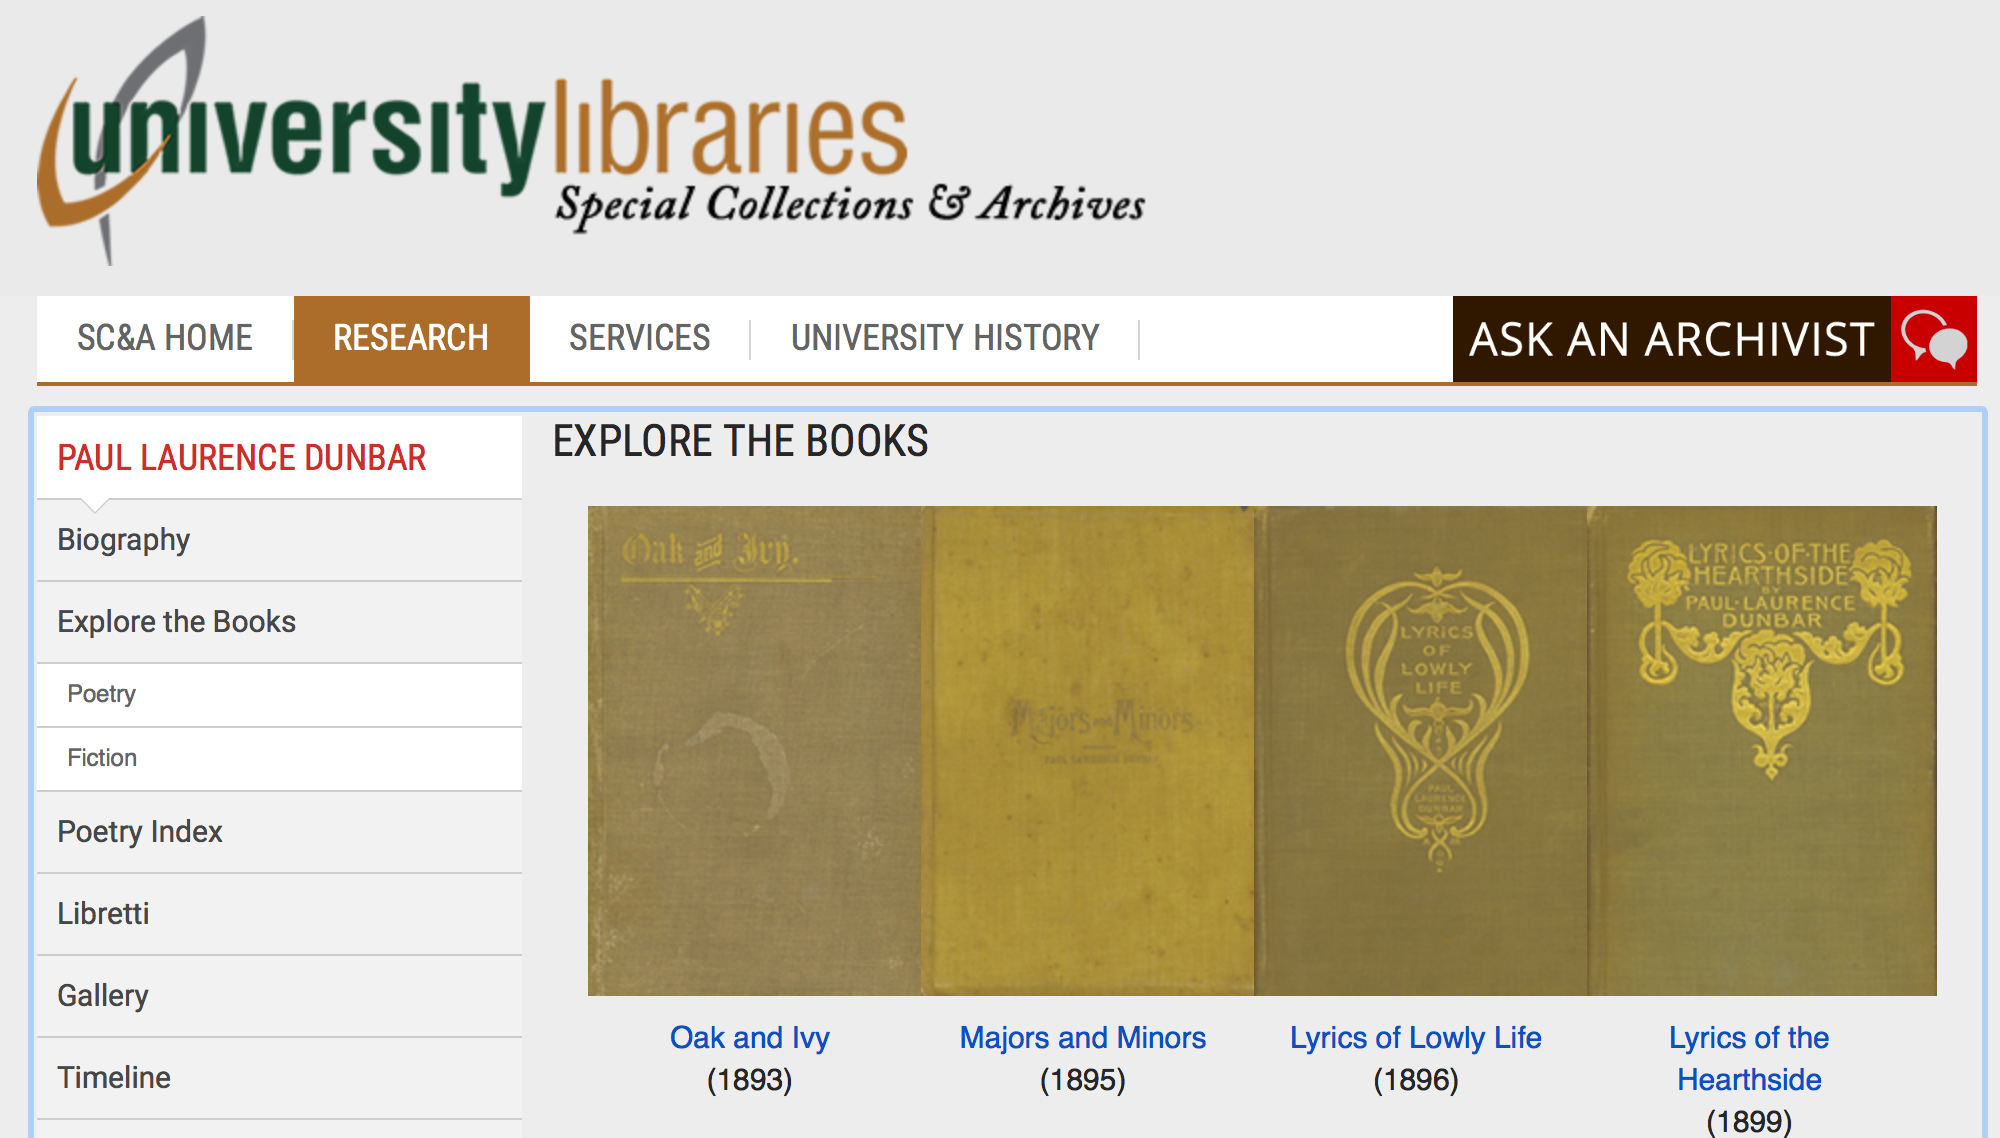 universitylibraries
Special Collections & Archives
SC&A HOME
RESEARCH
SERVICES
UNIVERSITY HISTORY
ASK AN ARCHIVIST
PAUL LAURENCE DUNBAR
Biography
Explore the Books
Poetry
Fiction
Poetry Index
Libretti
Gallery
Timeline
EXPLORE THE BOOKS
Oak and Ivy.
Majors and Minors
PAUL LAURENCE DUNBAR
LYRICS
OF
LOWLY
LIFE
PAUL
LAURENCE
DUNBAR
LYRICS·OF·THE
HEARTHSIDE
BY
PAUL·LAURENCE
DUNBAR
Oak and Ivy
(1893)
Majors and Minors
(1895)
Lyrics of Lowly Life
(1896)
Lyrics of the
Hearthside
(1899)